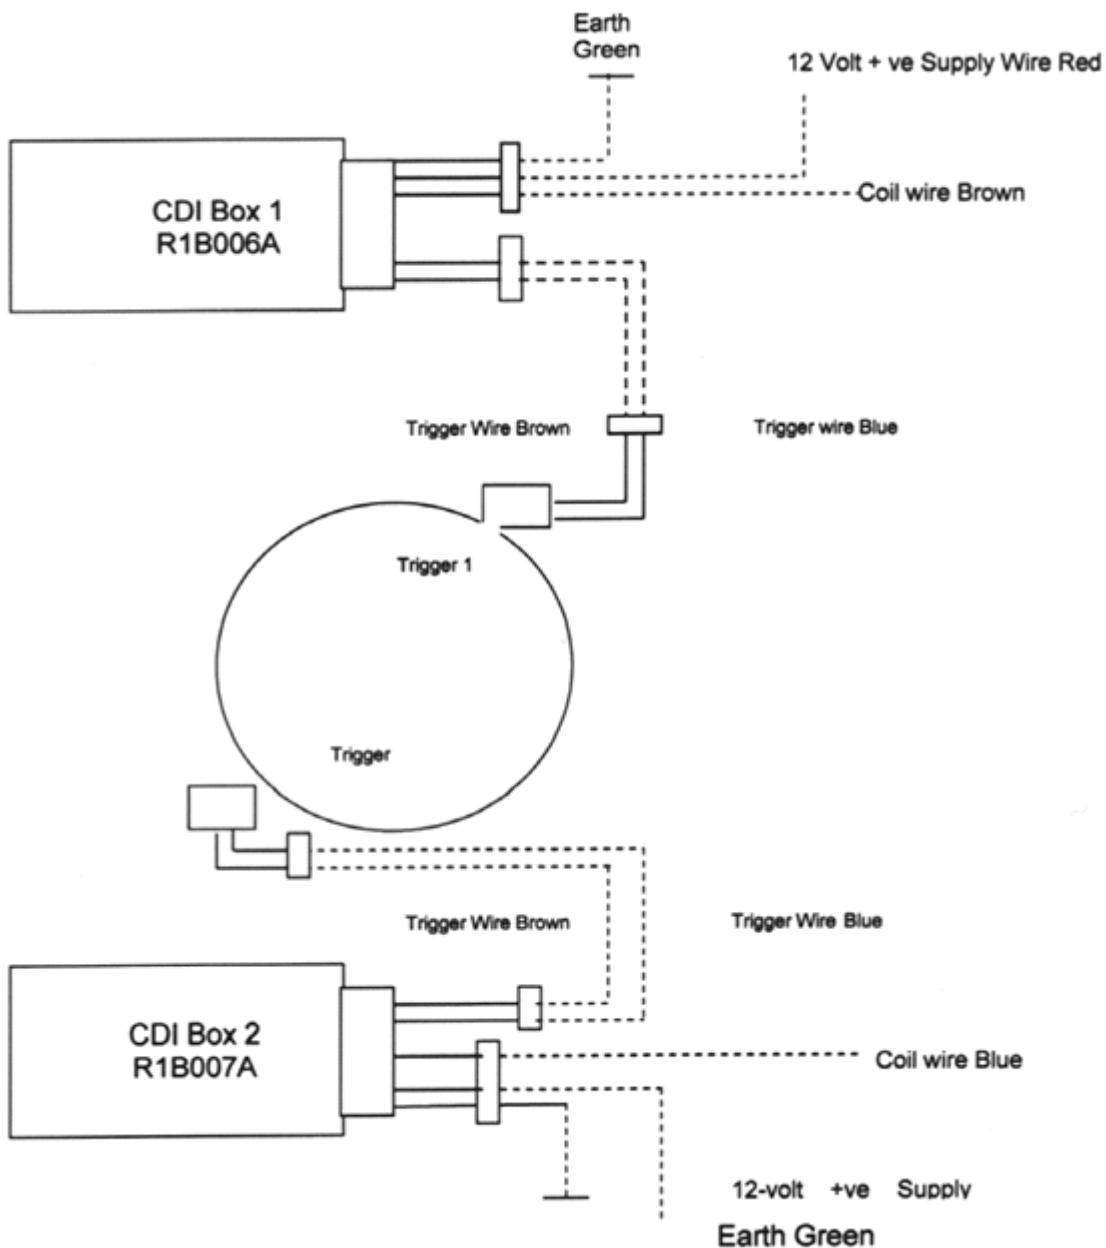 Earth
Green
12 Volt + ve Supply Wire Red
CDI Box 1
R1B006A
Coil wire Brown
Trigger Wire Brown
Trigger wire Blue
Trigger 1
Trigger
Trigger Wire Brown
Trigger Wire Blue
CDI Box 2
R1B007A
Coil wire Blue
12-volt +ve Supply
Earth Green